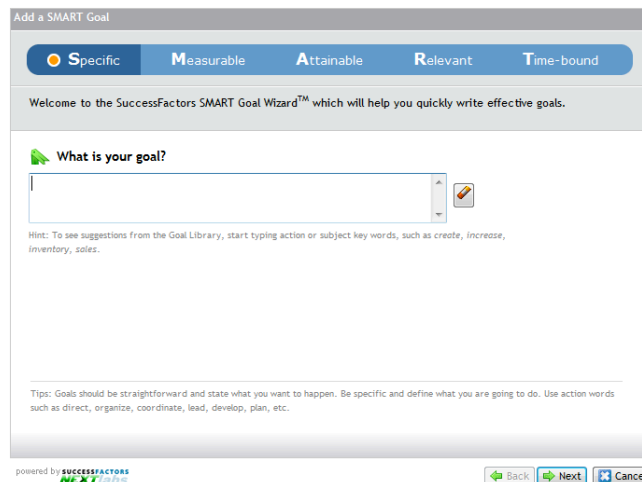 Add a SMART Goal
Specific Measurable Attainable Relevant Time-bound
Welcome to the SuccessFactors SMART Goal Wizard™ which will help you quickly write effective goals.
What is your goal?
Hint: To see suggestions from the Goal Library, start typing action or subject key words, such as create, increase,
inventory, sales.
Tips: Goals should be straightforward and state what you want to happen. Be specific and define what you are going to do. Use action words
such as direct, organize, coordinate, lead, develop, plan, etc.
powered by SUCCESSFACTORS
NEXTlabs
Back Next Cance